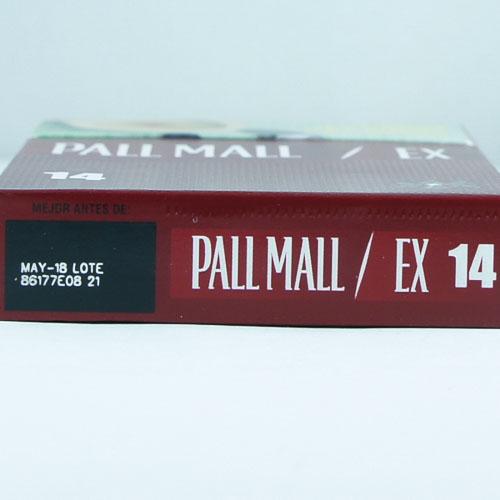 PALL MALL / EX
14
MEJOR ANTES DE:
MAY-18 LOTE
86177E08 21
PALL MALL / EX 14